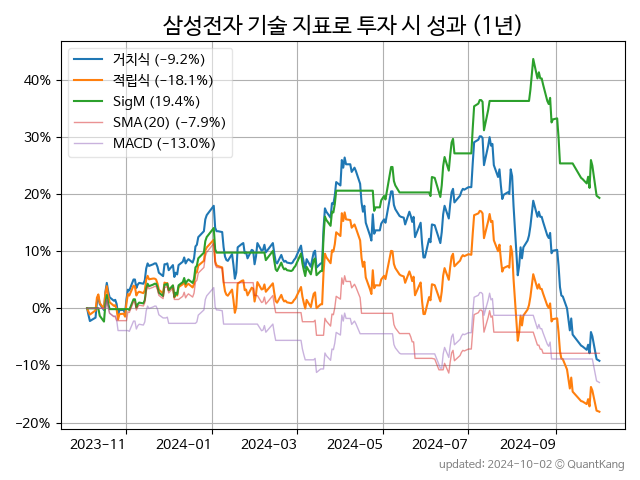 삼성전자 기술 지표로 투자 시 성과 (1년)
거치식 (−9.2%)
적립식 (−18.1%)
SigM (19.4%)
SMA(20) (−7.9%)
MACD (−13.0%)
40%
30%
20%
10%
0%
−10%
−20%
2023-11 2024-01 2024-03 2024-05 2024-07 2024-09
updated: 2024-10-02 © QuantKang